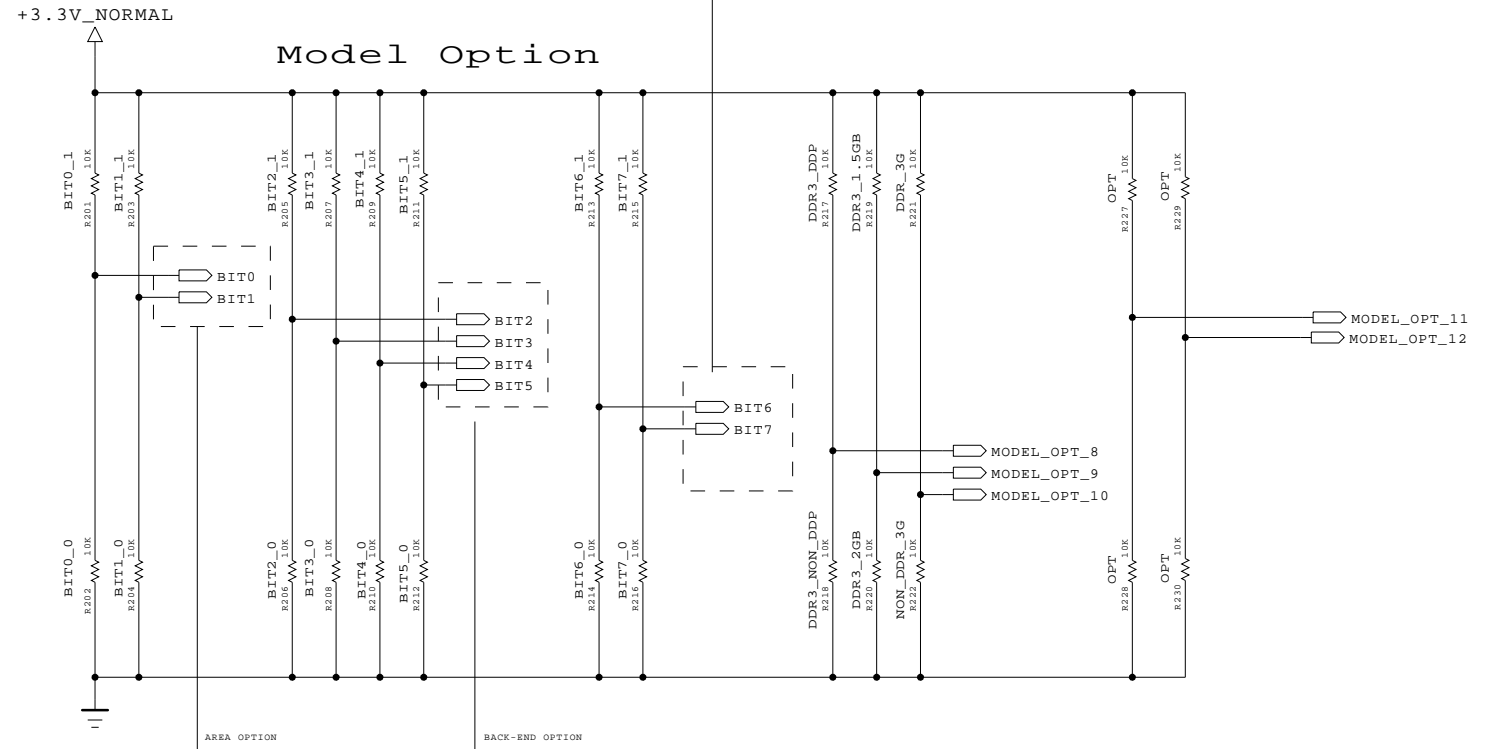 +3.3V_NORMAL
Model Option
BIT0_1 10K R201
BIT1_1 10K R203
BIT2_1 10K R205
BIT3_1 10K R207
BIT4_1 10K R209
BIT5_1 10K R211
BIT6_1 10K R213
BIT7_1 10K R215
DDR3_DDP 10K R217
DDR3_1.5GB 10K R219
DDR_3G 10K R221
OPT 10K R227
OPT 10K R229
BIT0
BIT1
BIT2
BIT3
BIT4
BIT5
BIT6
BIT7
MODEL_OPT_8
MODEL_OPT_9
MODEL_OPT_10
MODEL_OPT_11
MODEL_OPT_12
BIT0_0 10K R202
BIT1_0 10K R204
BIT2_0 10K R206
BIT3_0 10K R208
BIT4_0 10K R210
BIT5_0 10K R212
BIT6_0 10K R214
BIT7_0 10K R216
DDR3_NON_DDP 10K R218
DDR3_2GB 10K R220
NON_DDR_3G 10K R222
OPT 10K R228
OPT 10K R230
AREA OPTION
BACK-END OPTION